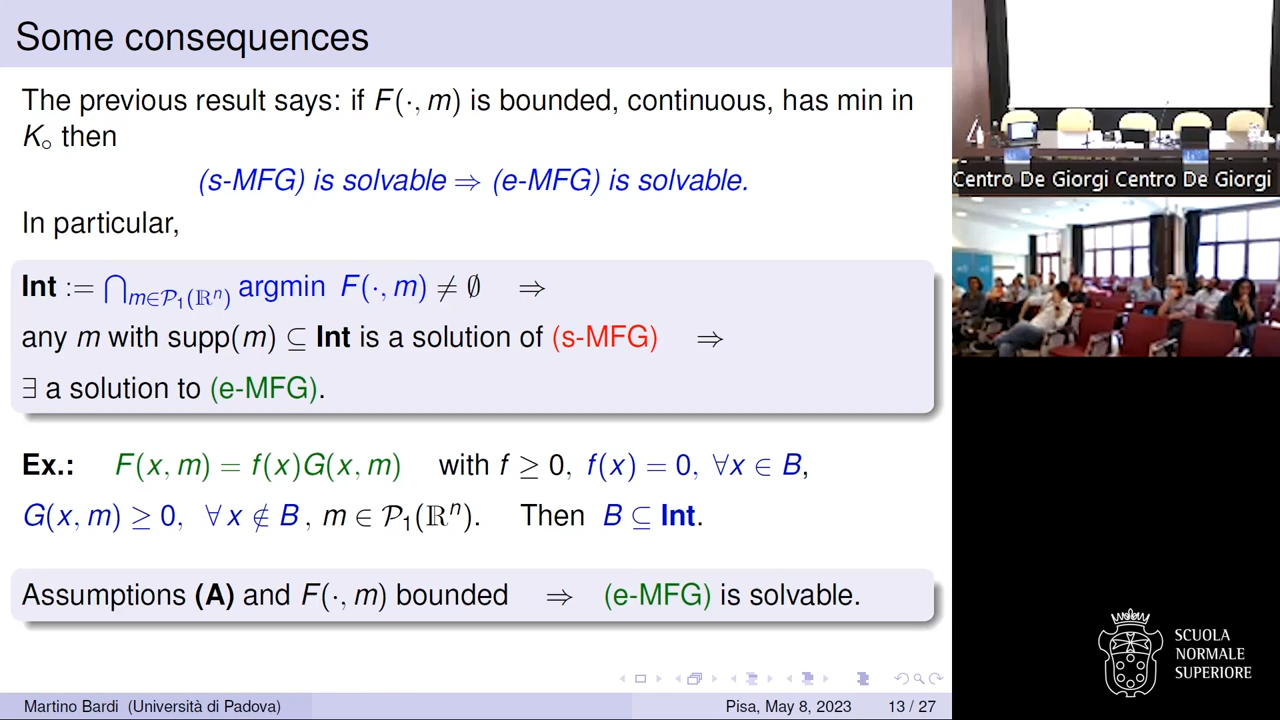 Some consequences
The previous result says: if F(·, m) is bounded, continuous, has min in
K∘ then
(s-MFG) is solvable ⇒ (e-MFG) is solvable.
In particular,
Int := ⋂_{m∈𝒫₁(ℝⁿ)} argmin F(·, m) ≠ ∅ ⇒
any m with supp(m) ⊆ Int is a solution of (s-MFG) ⇒
∃ a solution to (e-MFG).
Ex.: F(x, m) = f(x)G(x, m) with f ≥ 0, f(x) = 0, ∀x ∈ B,
G(x, m) ≥ 0, ∀ x ∉ B , m ∈ 𝒫₁(ℝⁿ). Then B ⊆ Int.
Assumptions (A) and F(·, m) bounded ⇒ (e-MFG) is solvable.
Martino Bardi (Università di Padova)
Pisa, May 8, 2023
13 / 27
Centro De Giorgi Centro De Giorgi
SCUOLA
NORMALE
SUPERIORE